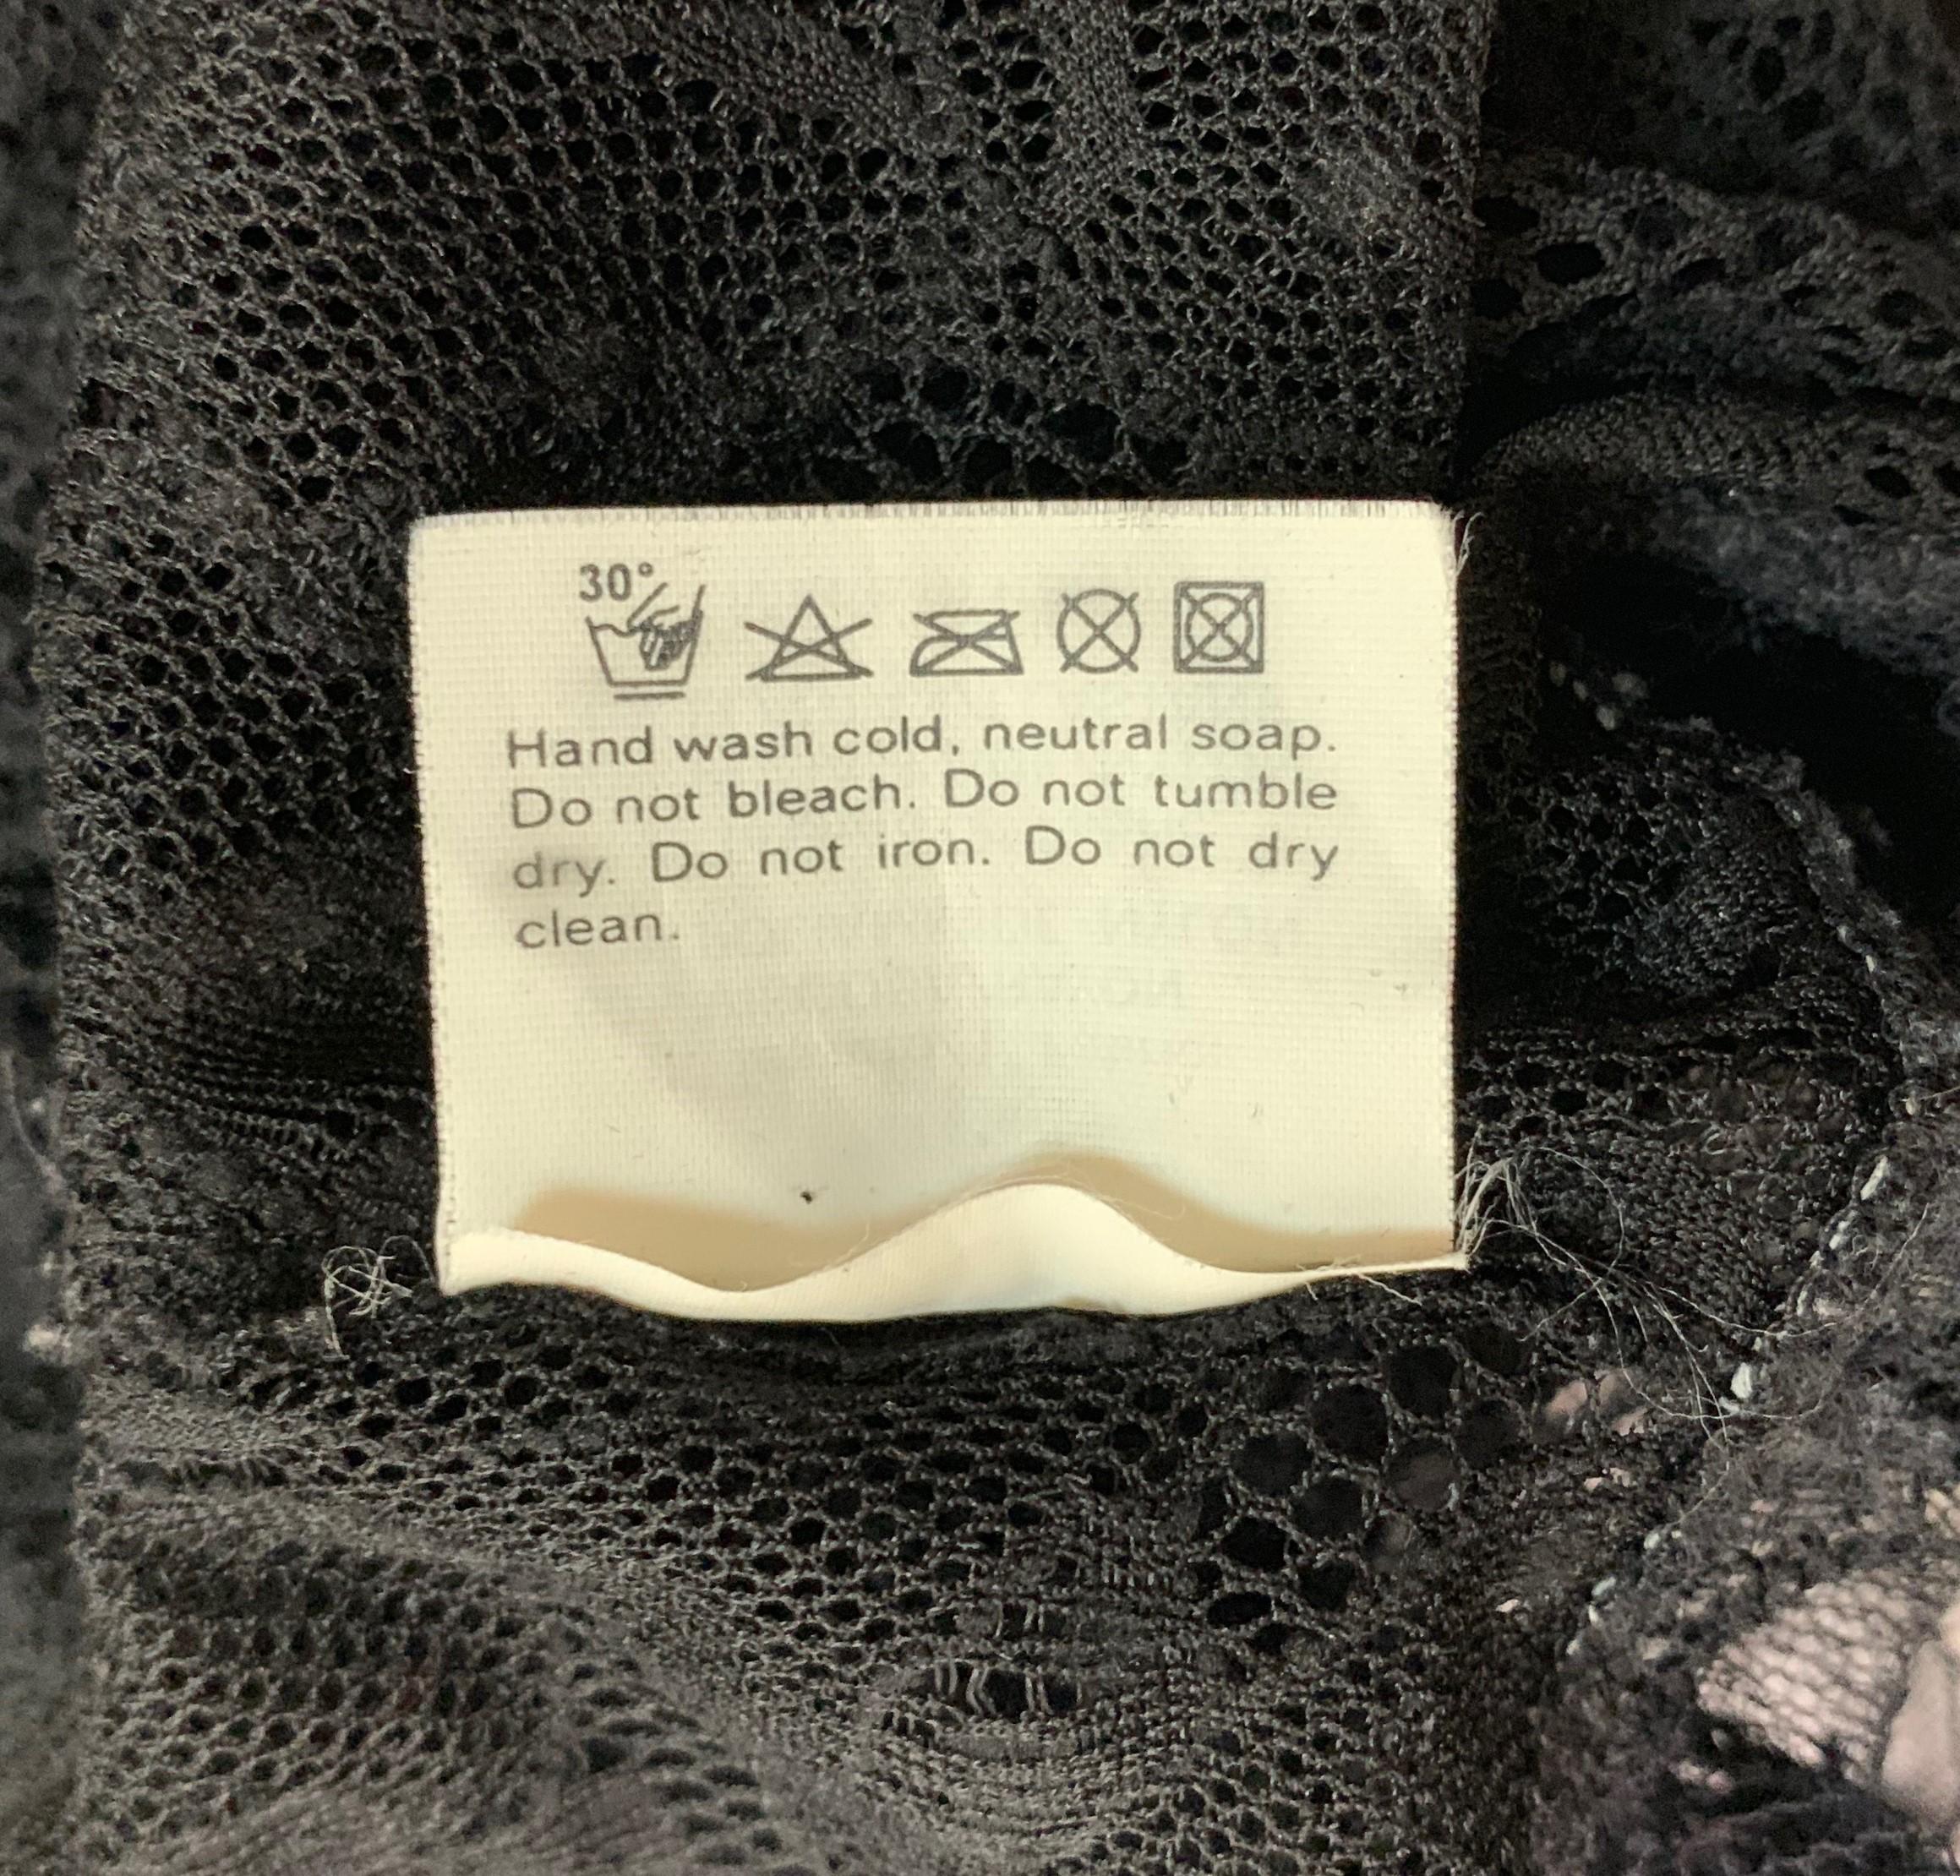 30°
Hand wash cold, neutral soap.
Do not bleach. Do not tumble
dry. Do not iron. Do not dry
clean.